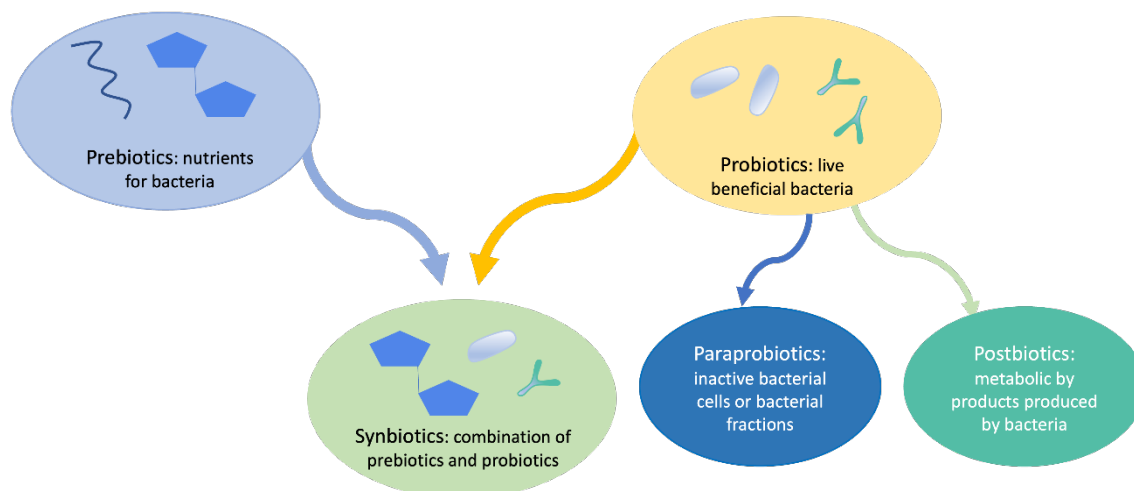 Prebiotics: nutrients
for bacteria
Probiotics: live
beneficial bacteria
Synbiotics: combination of
prebiotics and probiotics
Paraprobiotics:
inactive bacterial
cells or bacterial
fractions
Postbiotics:
metabolic by
products produced
by bacteria